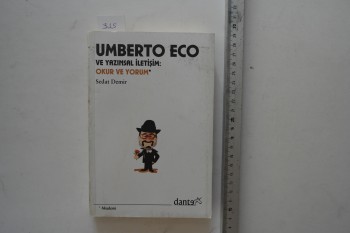 UMBERTO ECO
VE YAZINSAL İLETİŞİM:
OKUR VE YORUM*
Sedat Demir
dante